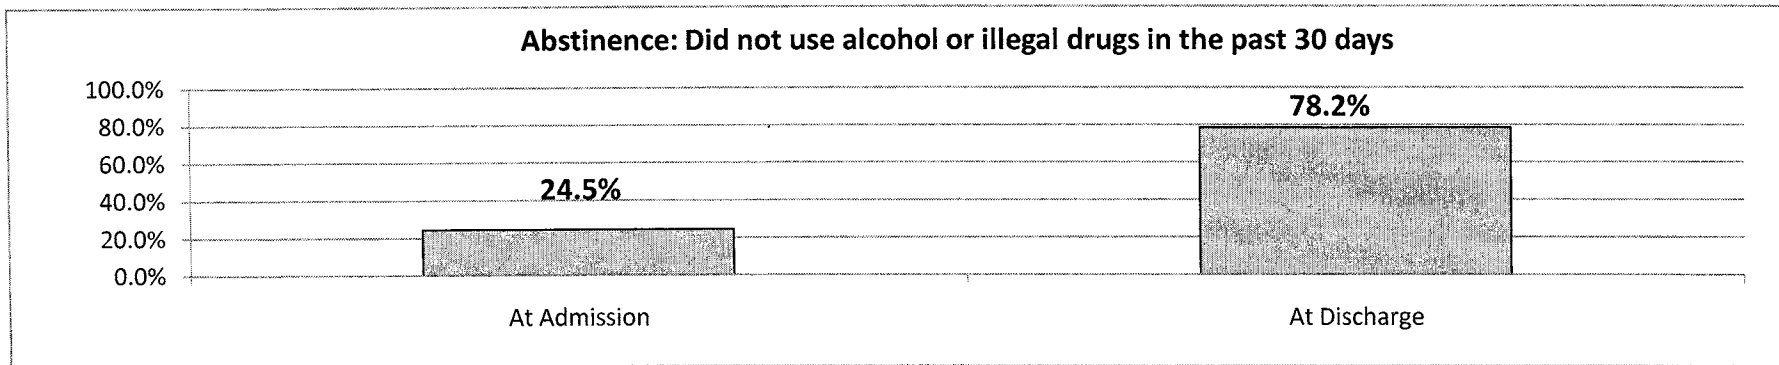 Abstinence: Did not use alcohol or illegal drugs in the past 30 days
100.0%
80.0%
60.0%
40.0%
20.0%
0.0%
24.5%
78.2%
At Admission
At Discharge